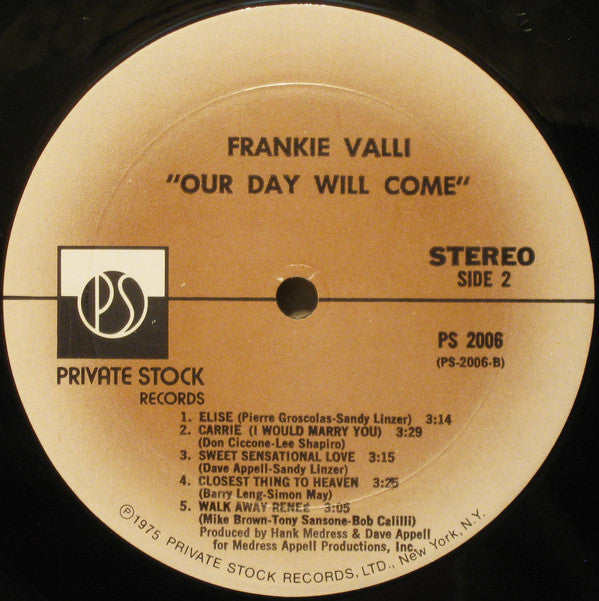 FRANKIE VALLI
"OUR DAY WILL COME"
STEREO
SIDE 2
PS
PS 2006
(PS-2006-B)
PRIVATE STOCK
RECORDS
1. ELISE (Pierre Groscolas-Sandy Linzer) 3:14
2. CARRIE (I WOULD MARRY YOU) 3:29
(Don Ciccone-Lee Shapiro)
3. SWEET SENSATIONAL LOVE 3:15
(Dave Appell-Sandy Linzer)
4. CLOSEST THING TO HEAVEN 3:25
(Barry Leng-Simon May)
5. WALK AWAY RENEE 3:05
(Mike Brown-Tony Sansone-Bob Calilli)
Produced by Hank Medress & Dave Appell
for Medress Appell Productions, Inc.
Ⓟ1975 PRIVATE STOCK RECORDS, LTD., New York, N.Y.